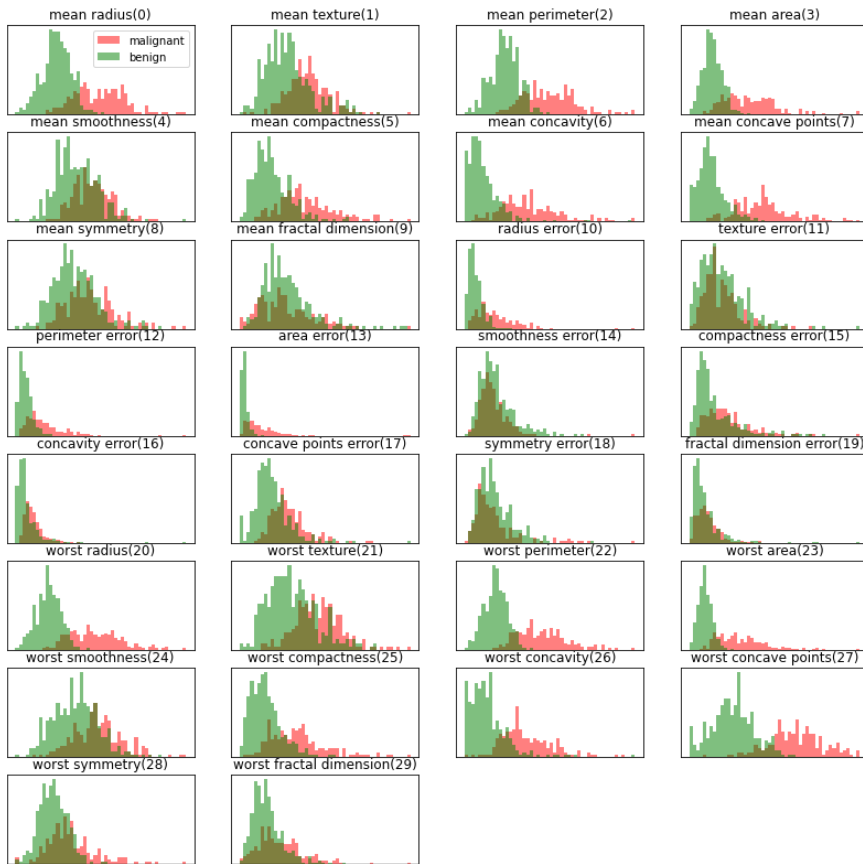 mean radius(0)
mean texture(1)
mean perimeter(2)
mean area(3)
malignant
benign
mean smoothness(4)
mean compactness(5)
mean concavity(6)
mean concave points(7)
mean symmetry(8)
mean fractal dimension(9)
radius error(10)
texture error(11)
perimeter error(12)
area error(13)
smoothness error(14)
compactness error(15)
concavity error(16)
concave points error(17)
symmetry error(18)
fractal dimension error(19)
worst radius(20)
worst texture(21)
worst perimeter(22)
worst area(23)
worst smoothness(24)
worst compactness(25)
worst concavity(26)
worst concave points(27)
worst symmetry(28)
worst fractal dimension(29)